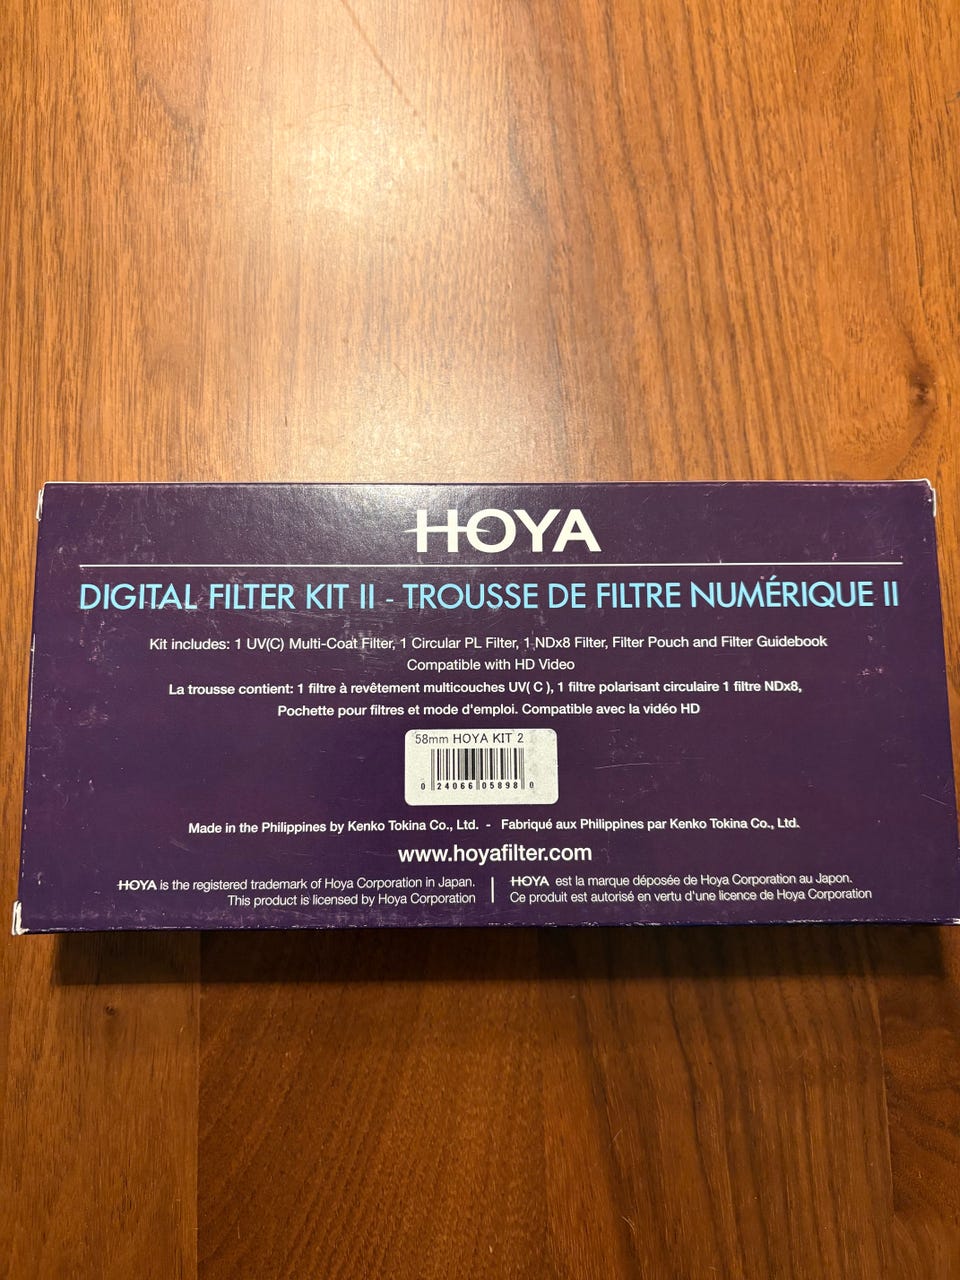 HOYA
DIGITAL FILTER KIT II - TROUSSE DE FILTRE NUMÉRIQUE II
Kit includes: 1 UV(C) Multi-Coat Filter, 1 Circular PL Filter, 1 NDx8 Filter, Filter Pouch and Filter Guidebook
Compatible with HD Video
La trousse contient: 1 filtre à revêtement multicouches UV( C ), 1 filtre polarisant circulaire 1 filtre NDx8,
Pochette pour filtres et mode d'emploi. Compatible avec la vidéo HD
58mm HOYA KIT 2
0 24066 05898 0
Made in the Philippines by Kenko Tokina Co., Ltd. - Fabriqué aux Philippines par Kenko Tokina Co., Ltd.
www.hoyafilter.com
HOYA is the registered trademark of Hoya Corporation in Japan.
This product is licensed by Hoya Corporation
HOYA est la marque déposée de Hoya Corporation au Japon.
Ce produit est autorisé en vertu d'une licence de Hoya Corporation